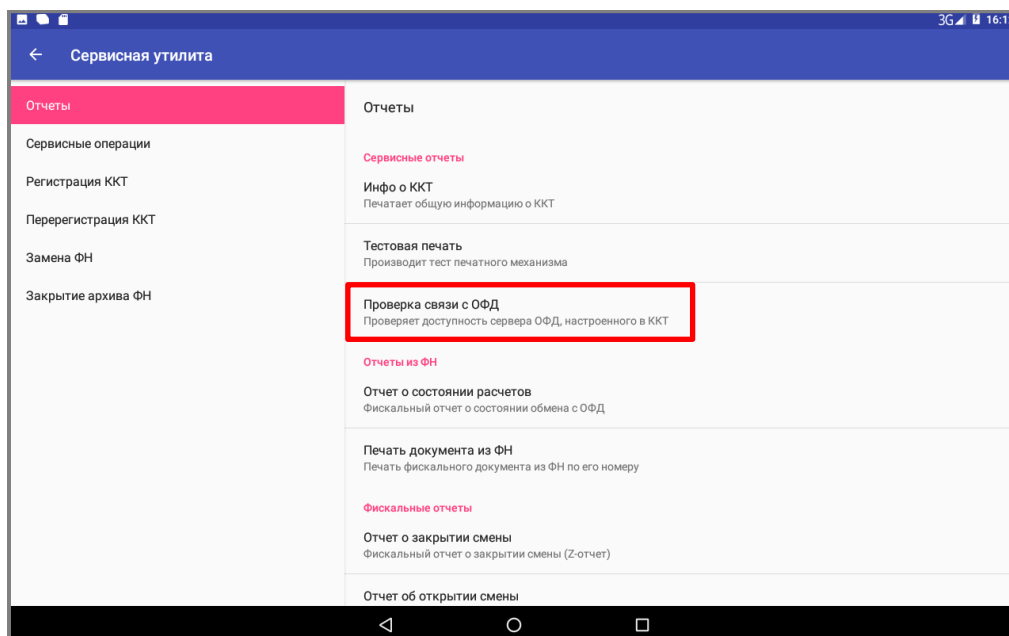 3G 16:1
Сервисная утилита
Отчеты
Сервисные операции
Регистрация ККТ
Перерегистрация ККТ
Замена ФН
Закрытие архива ФН
Отчеты
Сервисные отчеты
Инфо о ККТ
Печатает общую информацию о ККТ
Тестовая печать
Производит тест печатного механизма
Проверка связи с ОФД
Проверяет доступность сервера ОФД, настроенного в ККТ
Отчеты из ФН
Отчет о состоянии расчетов
Фискальный отчет о состоянии обмена с ОФД
Печать документа из ФН
Печать фискального документа из ФН по его номеру
Фискальные отчеты
Отчет о закрытии смены
Фискальный отчет о закрытии смены (Z-отчет)
Отчет об открытии смены